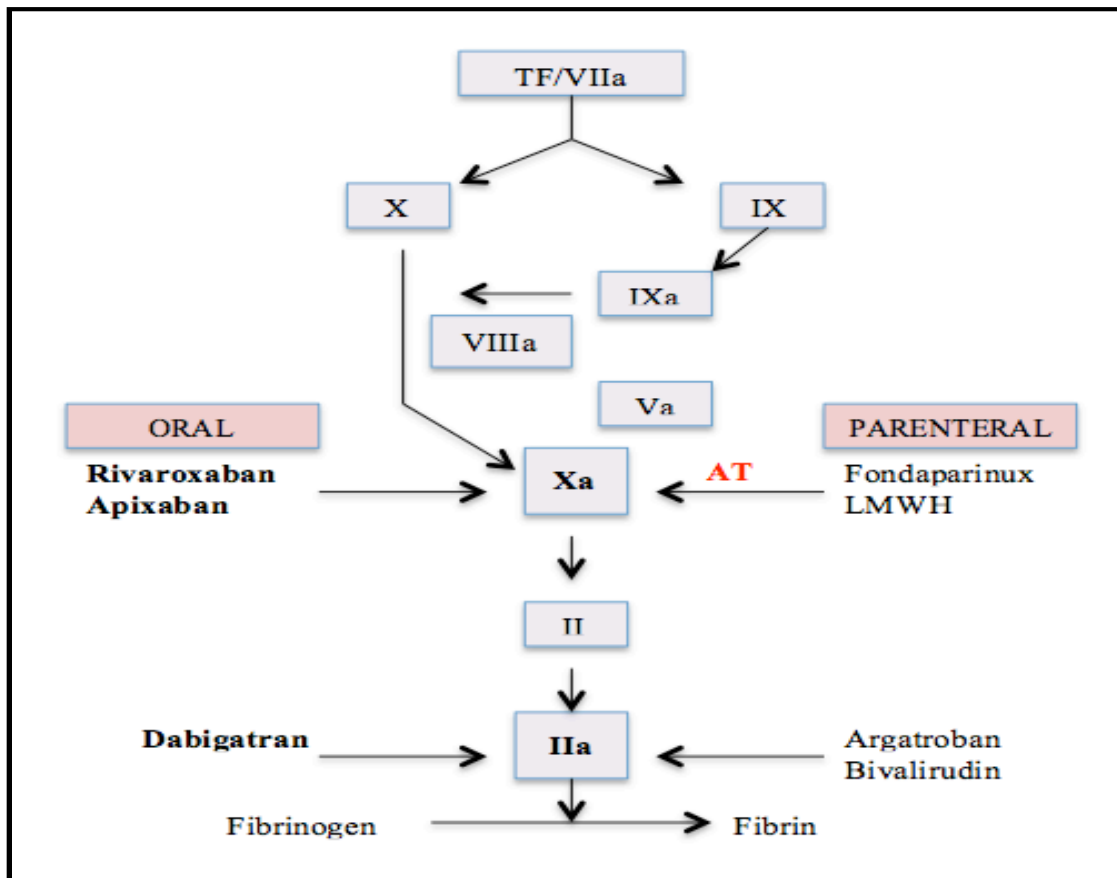 TF/VIIa
X
IX
IXa
VIIIa
Va
ORAL
PARENTERAL
Rivaroxaban
Apixaban
Xa
AT
Fondaparinux
LMWH
II
Dabigatran
IIa
Argatroban
Bivalirudin
Fibrinogen
Fibrin